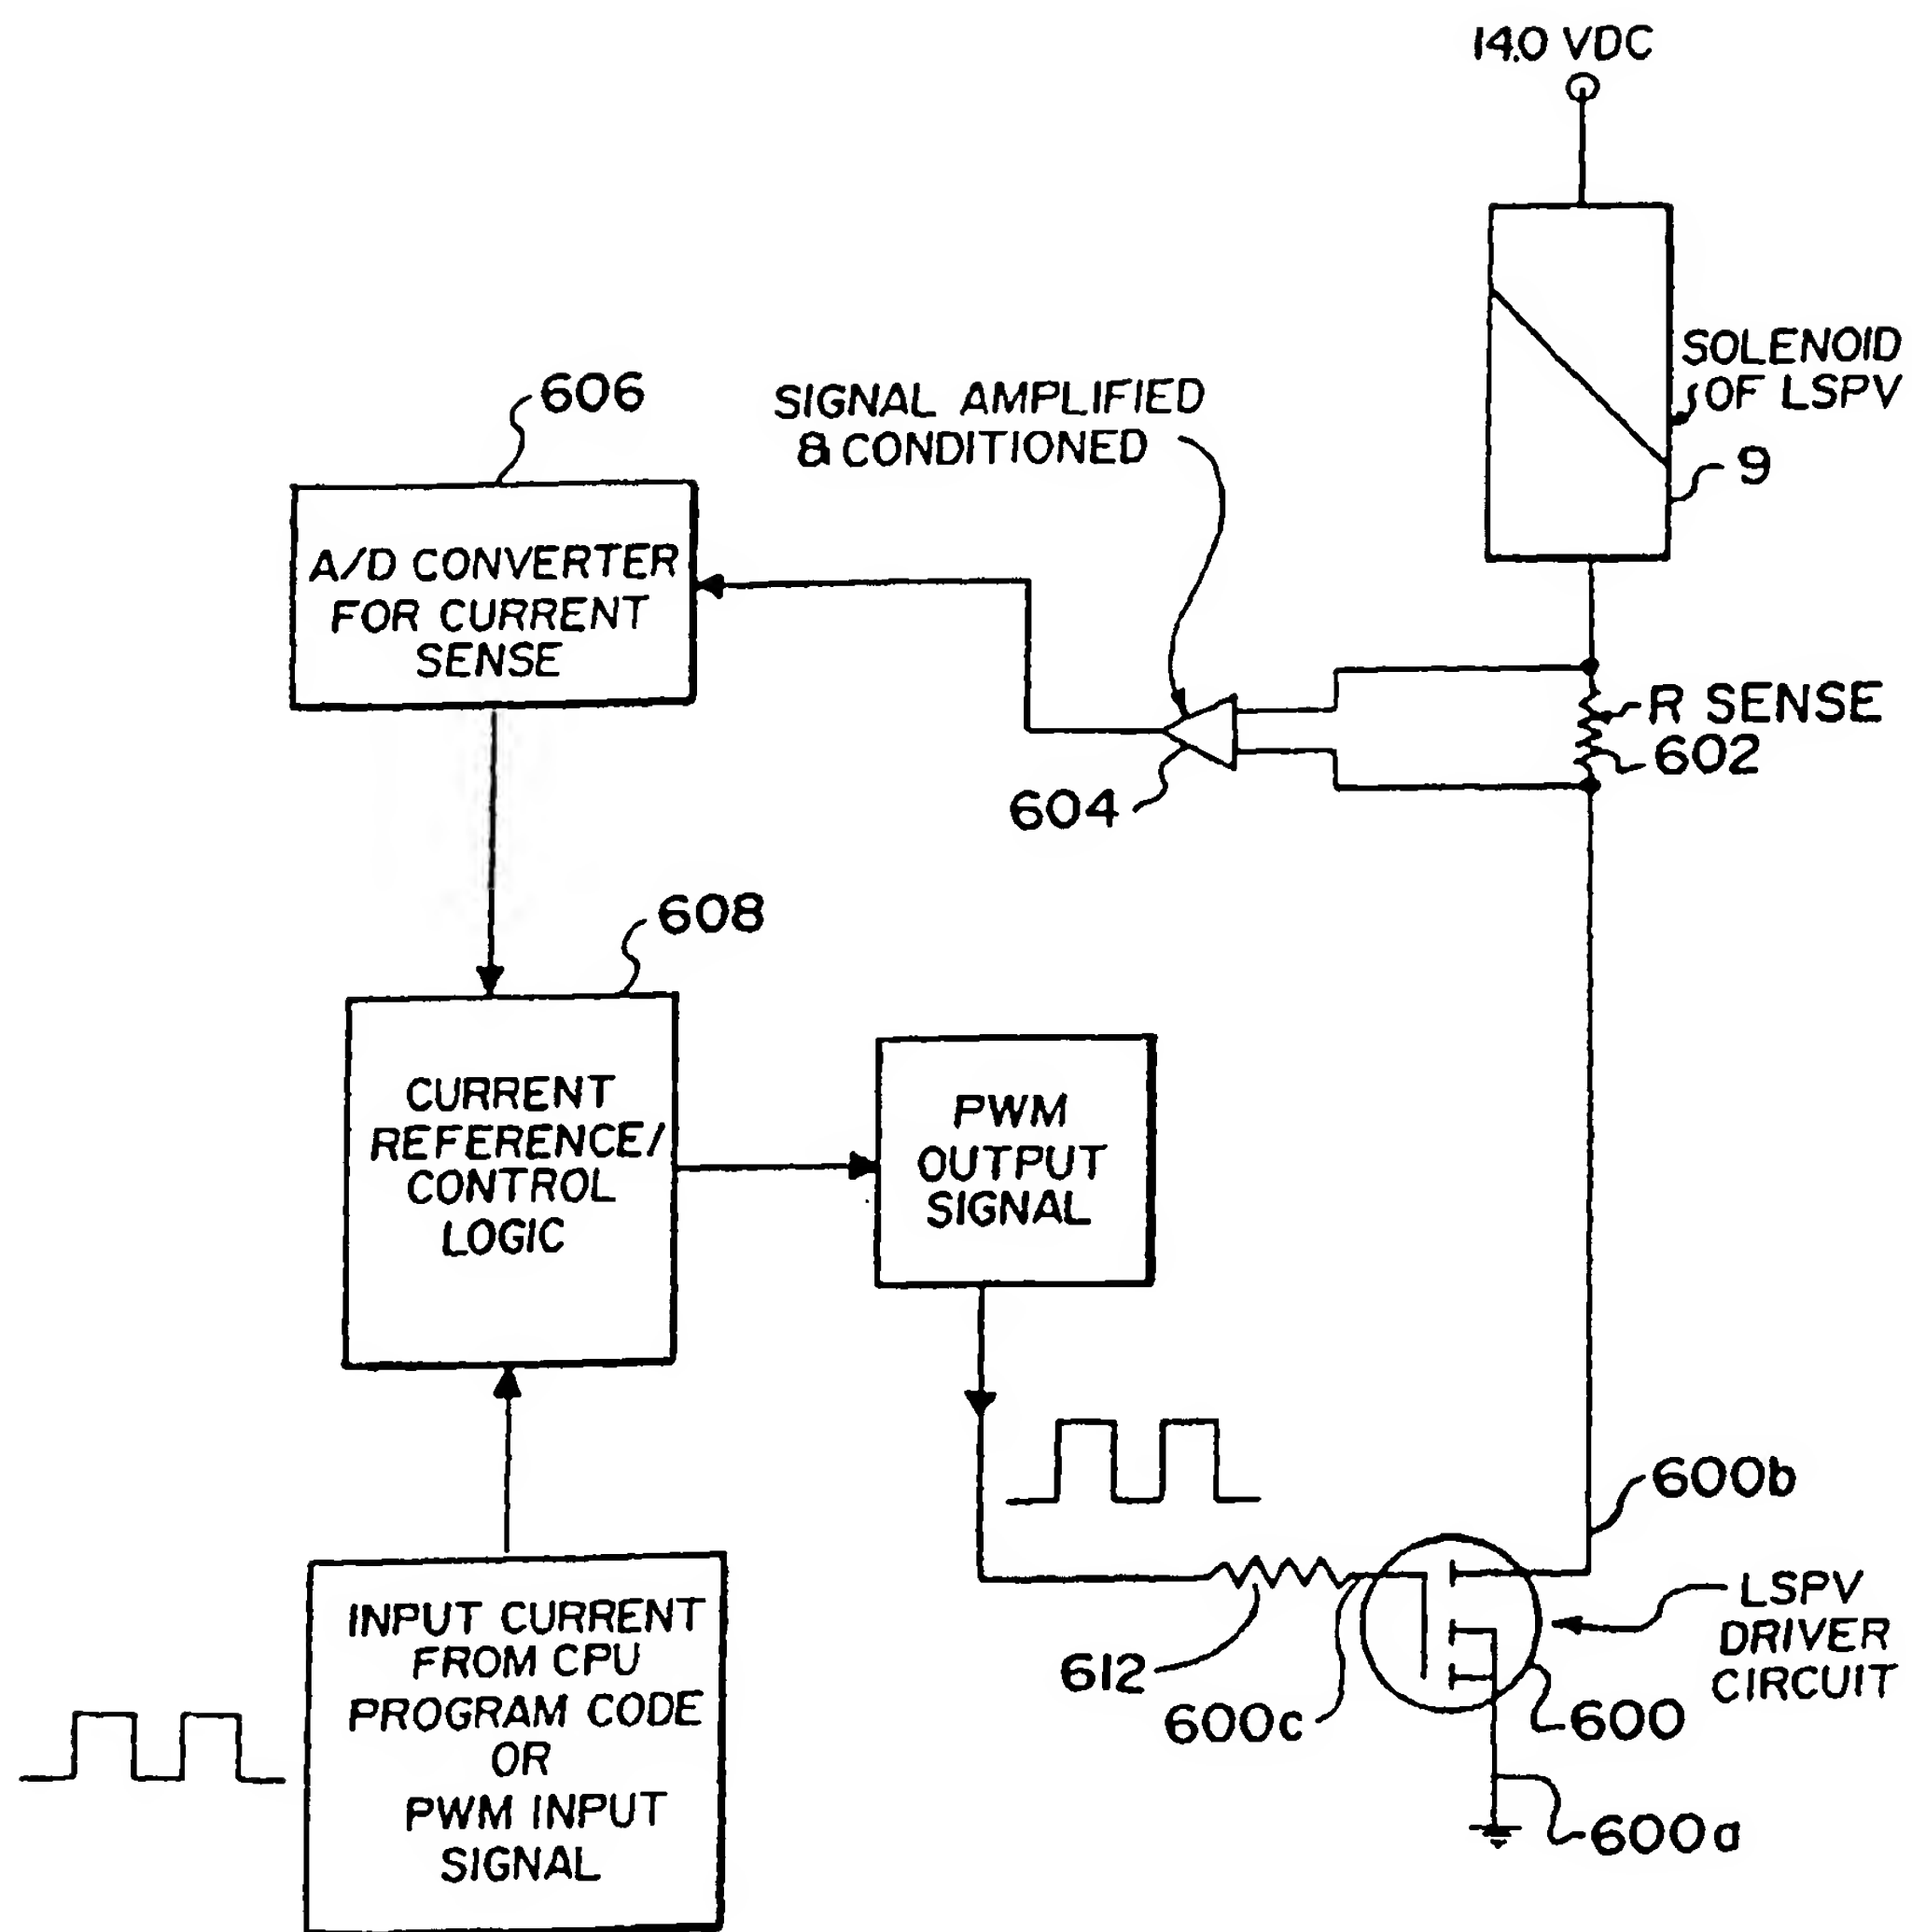 14.0 VDC
SOLENOID
OF LSPV
9
606
SIGNAL AMPLIFIED
& CONDITIONED
A/D CONVERTER
FOR CURRENT
SENSE
R SENSE
602
604
608
CURRENT
REFERENCE/
CONTROL
LOGIC
PWM
OUTPUT
SIGNAL
600b
LSPV
DRIVER
CIRCUIT
612
600c
600
600a
INPUT CURRENT
FROM CPU
PROGRAM CODE
OR
PWM INPUT
SIGNAL